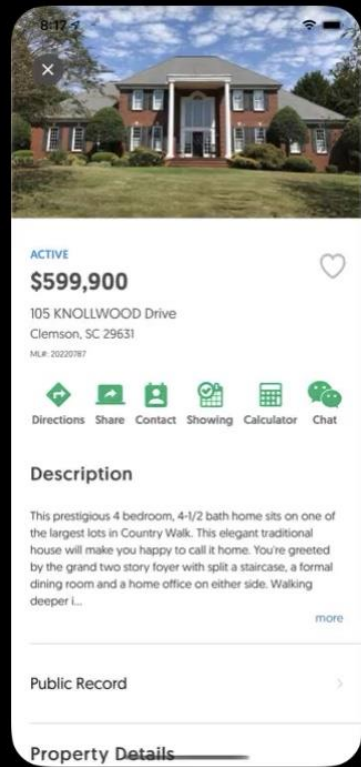 8:17
ACTIVE
$599,900
105 KNOLLWOOD Drive
Clemson, SC 29631
ML#: 20220787
Directions Share Contact Showing Calculator Chat
Description
This prestigious 4 bedroom, 4-1/2 bath home sits on one of
the largest lots in Country Walk. This elegant traditional
house will make you happy to call it home. You're greeted
by the grand two story foyer with split a staircase, a formal
dining room and a home office on either side. Walking
deeper i...
more
Public Record
Property Details